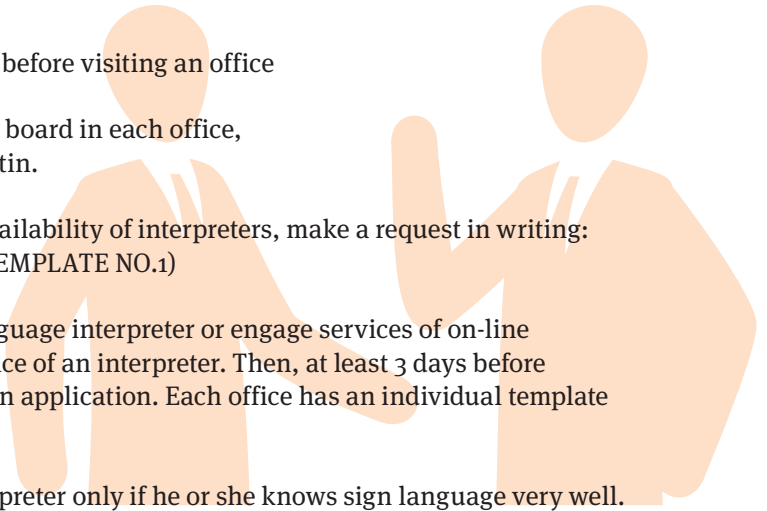 before visiting an office
board in each office,
tin.
ailability of interpreters, make a request in writing:
EMPLATE NO.1)
guage interpreter or engage services of on-line
ce of an interpreter. Then, at least 3 days before
n application. Each office has an individual template
preter only if he or she knows sign language very well.